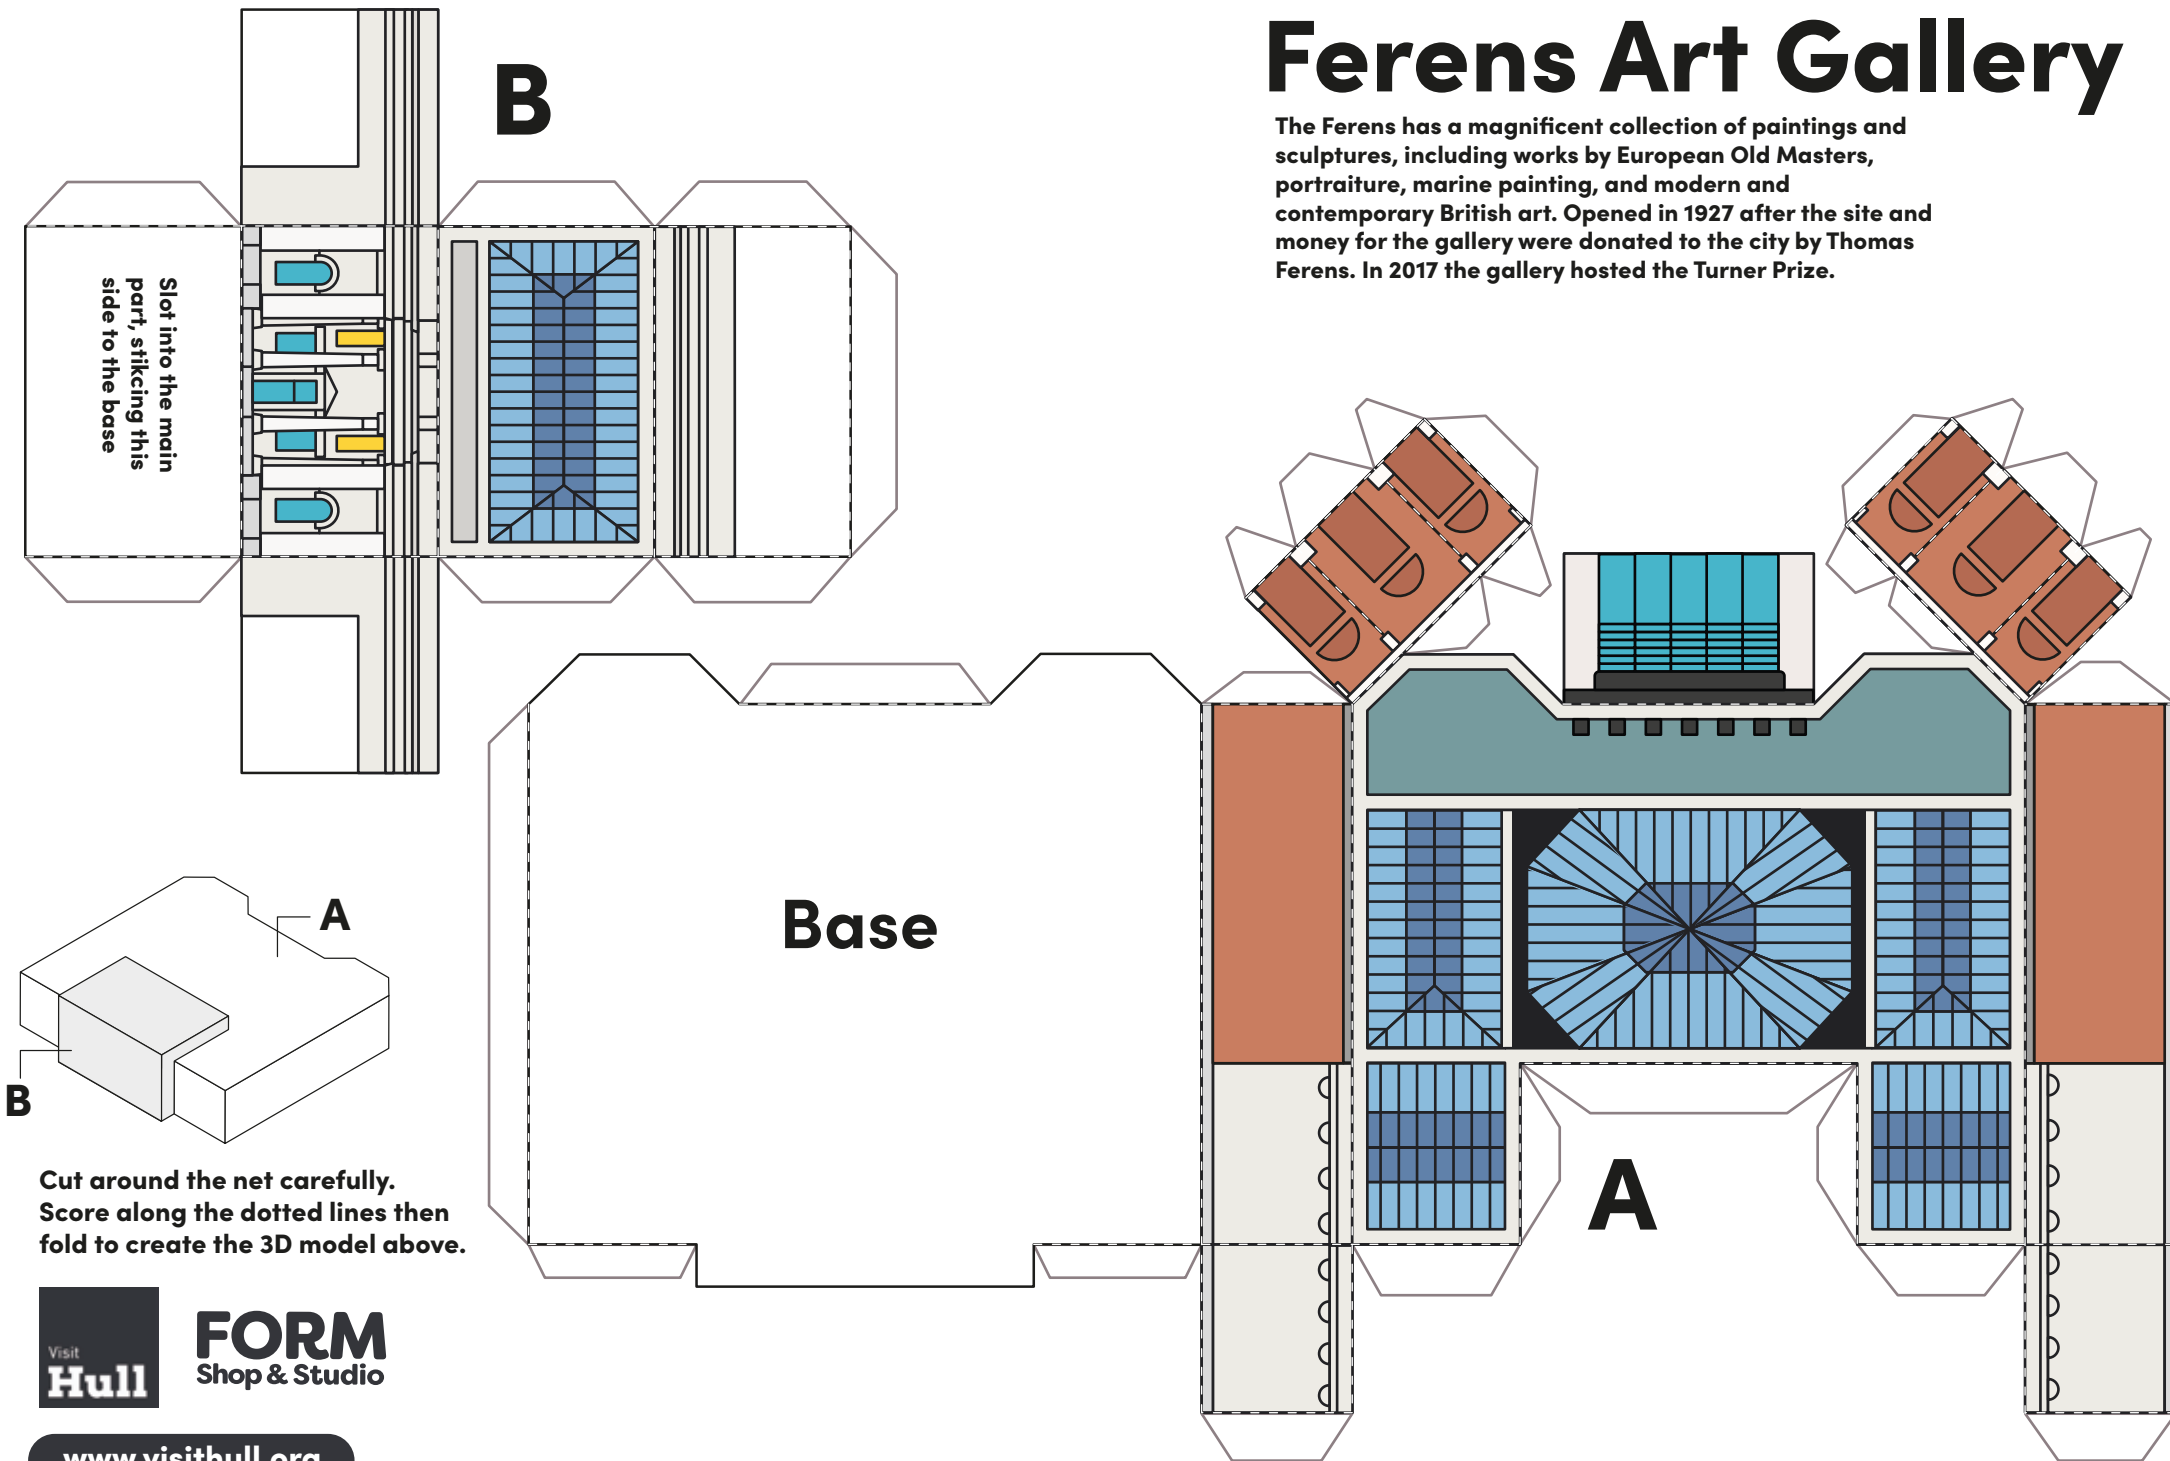 Ferens Art Gallery
The Ferens has a magnificent collection of paintings and
sculptures, including works by European Old Masters,
portraiture, marine painting, and modern and
contemporary British art. Opened in 1927 after the site and
money for the gallery were donated to the city by Thomas
Ferens. In 2017 the gallery hosted the Turner Prize.
B
Slot into the main
part, stikcing this
side to the base
Base
A
A
B
Cut around the net carefully.
Score along the dotted lines then
fold to create the 3D model above.
Visit
Hull
FORM
Shop & Studio
www.visithull.org